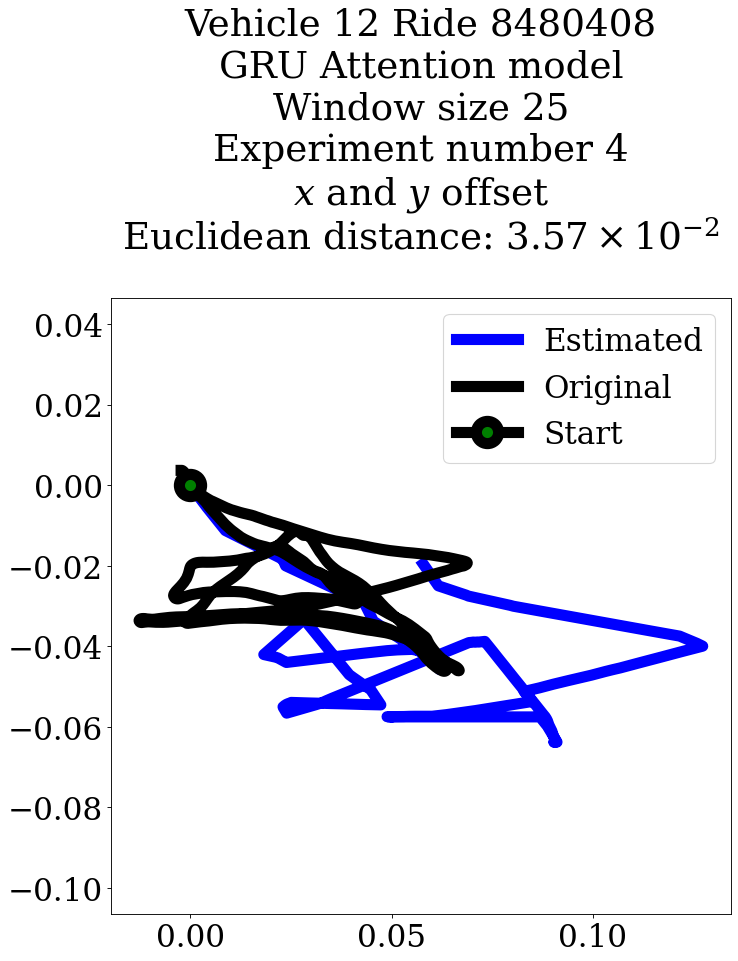 Vehicle 12 Ride 8480408
GRU Attention model
Window size 25
Experiment number 4
x and y offset
Euclidean distance: 3.57 × 10⁻²
Estimated
Original
Start
0.04
0.02
0.00
−0.02
−0.04
−0.06
−0.08
−0.10
0.00 0.05 0.10